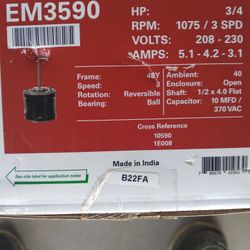 EM3590
HP: 3/4
RPM: 1075 / 3 SPD
VOLTS: 208 - 230
AMPS: 5.1 - 4.2 - 3.1
Frame: 48Y
Speed: 3
Rotation: Reversible
Bearing: Ball
Ambient: 40
Enclosure: Open
Shaft: 1/2 x 4.0 Flat
Capacitor: 10 MFD / 370 VAC
Cross Reference
10590
1E008
Made in India
See side label for application notes
B22FA